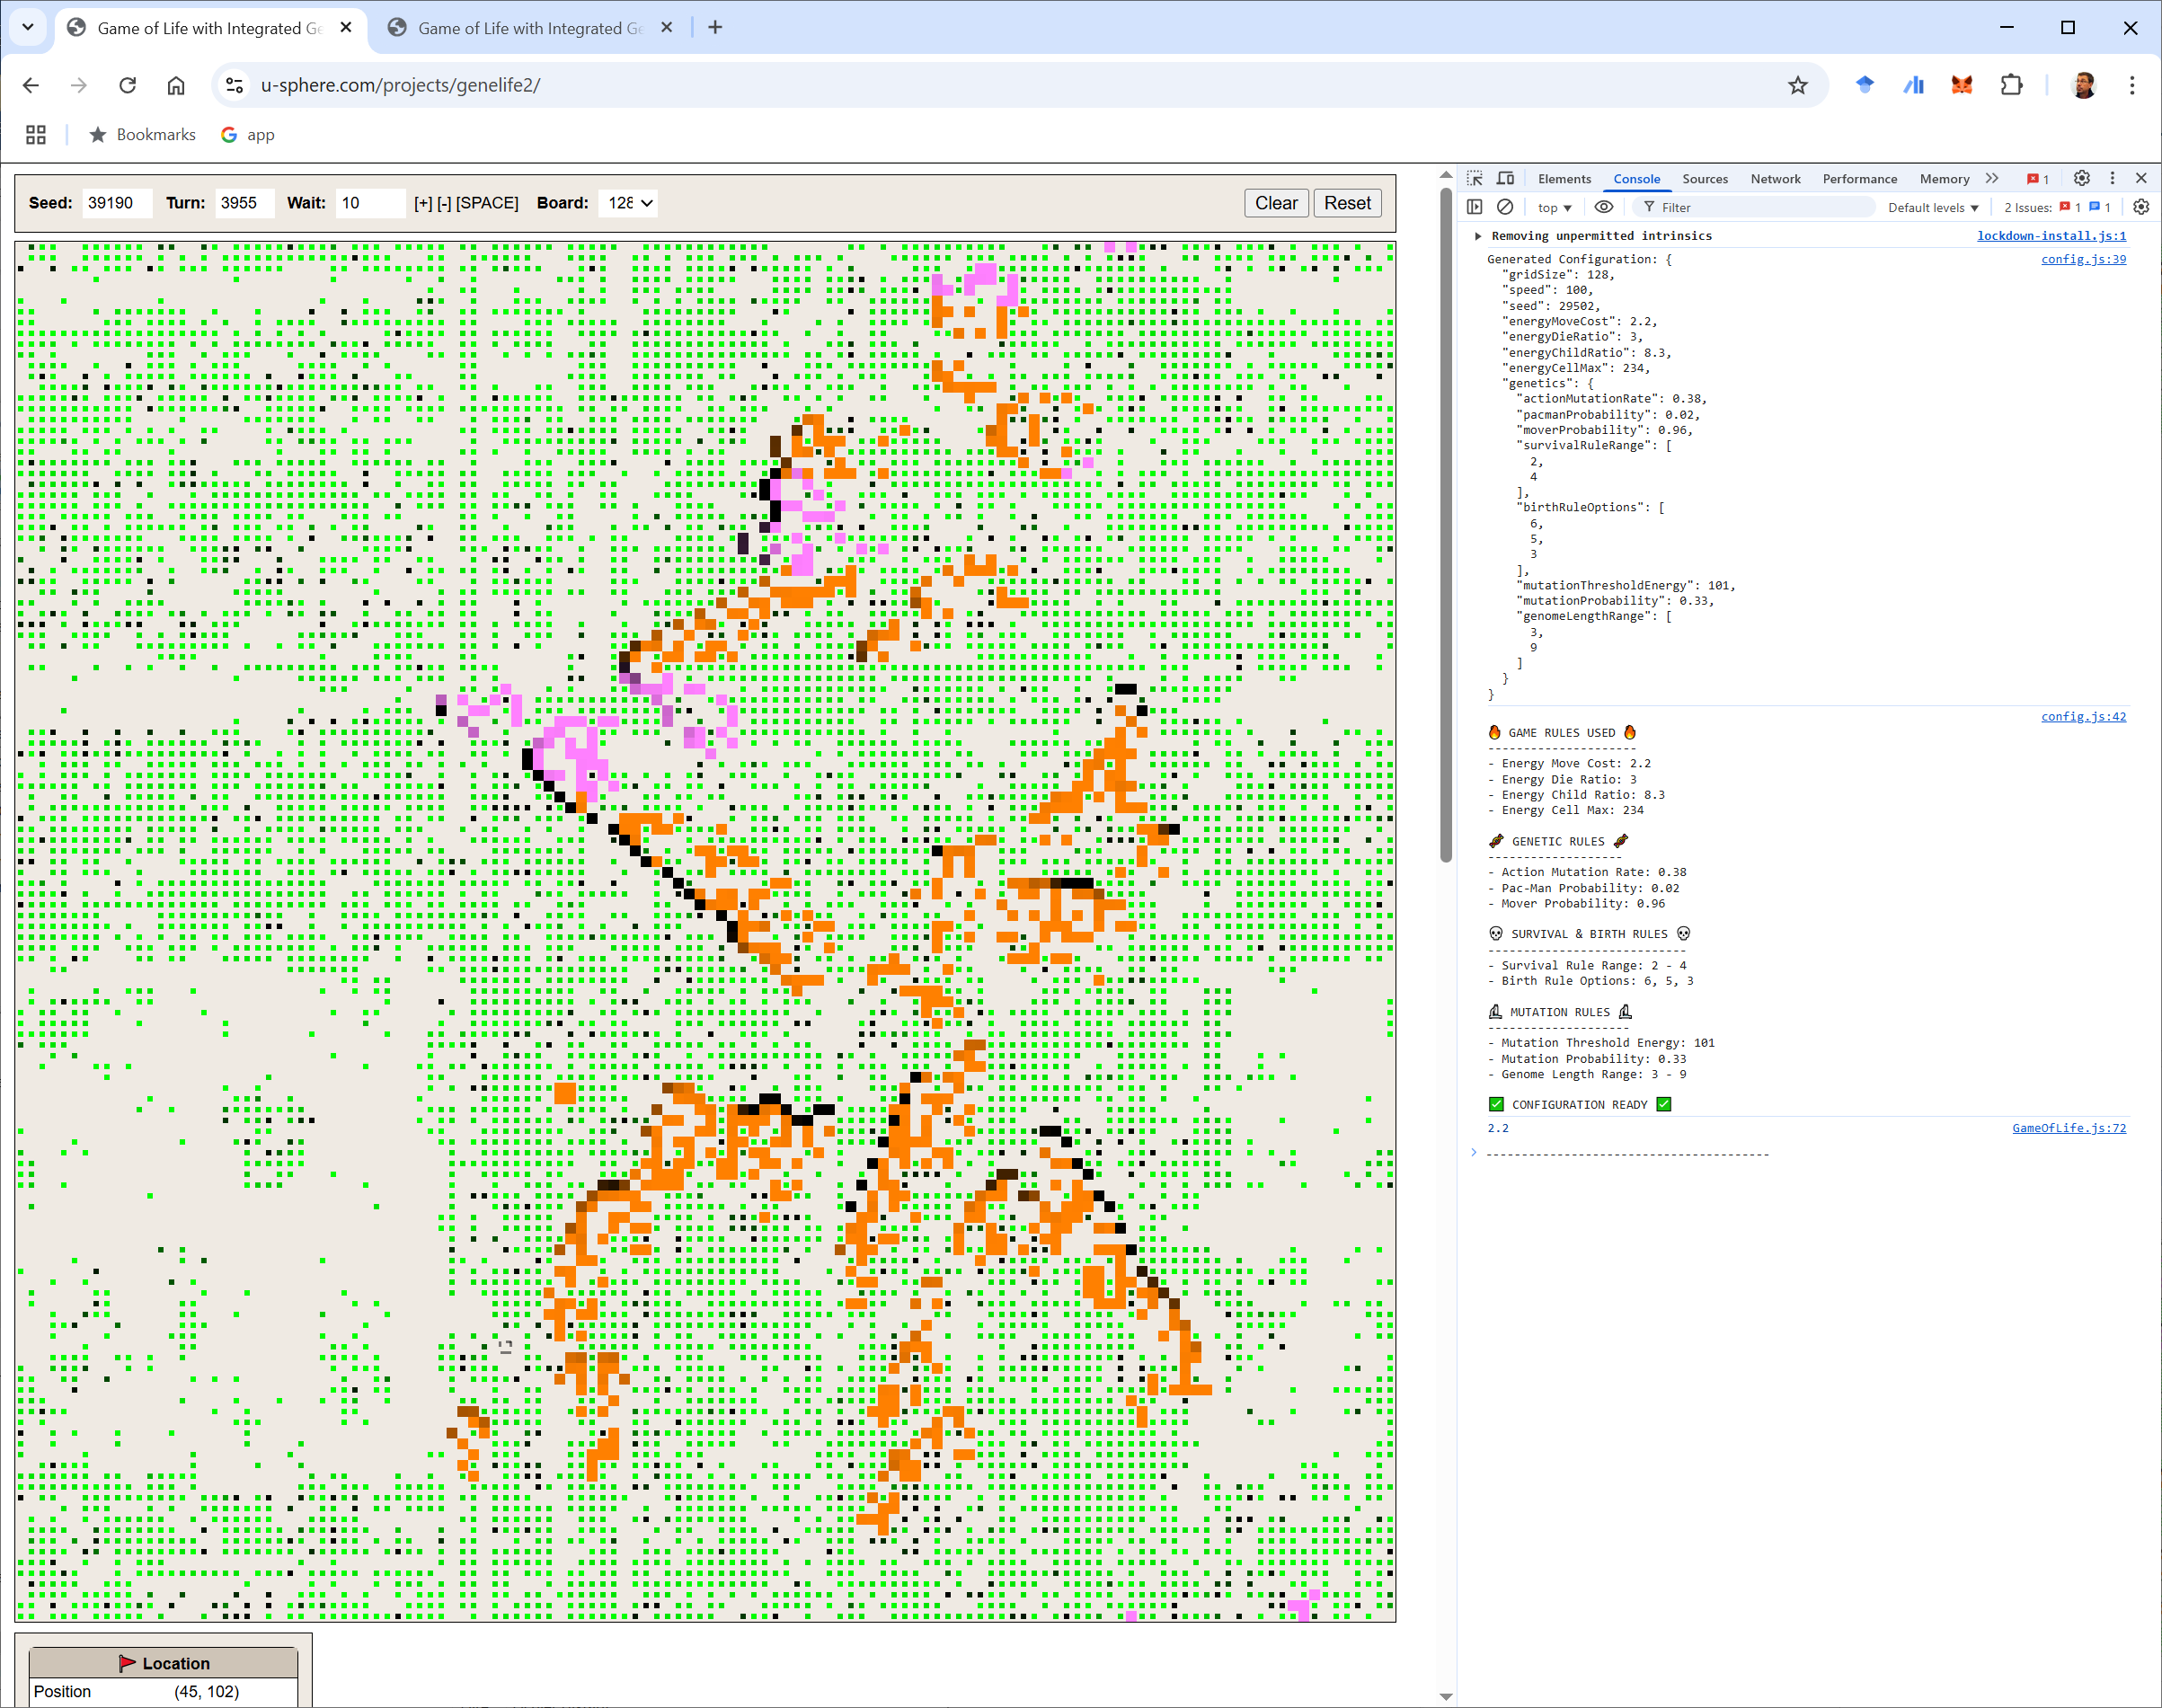 Game of Life with Integrated Ge
Game of Life with Integrated Ge
u-sphere.com/projects/genelife2/
Bookmarks
app
Seed: 39190 Turn: 3955 Wait: 10 [+] [-] [SPACE] Board: 128 Clear Reset
Elements Console Sources Network Performance Memory 1
top Filter Default levels 2 Issues: 1 1
Removing unpermitted intrinsics lockdown-install.js:1
Generated Configuration: { config.js:39
"gridSize": 128,
"speed": 100,
"seed": 29502,
"energyMoveCost": 2.2,
"energyDieRatio": 3,
"energyChildRatio": 8.3,
"energyCellMax": 234,
"genetics": {
"actionMutationRate": 0.38,
"pacmanProbability": 0.02,
"moverProbability": 0.96,
"survivalRuleRange": [
2,
4
],
"birthRuleOptions": [
6,
5,
3
],
"mutationThresholdEnergy": 101,
"mutationProbability": 0.33,
"genomeLengthRange": [
3,
9
]
}
}
config.js:42
🔥 GAME RULES USED 🔥
----------------------
- Energy Move Cost: 2.2
- Energy Die Ratio: 3
- Energy Child Ratio: 8.3
- Energy Cell Max: 234
🧬 GENETIC RULES 🧬
--------------------
- Action Mutation Rate: 0.38
- Pac-Man Probability: 0.02
- Mover Probability: 0.96
💀 SURVIVAL & BIRTH RULES 💀
-----------------------------
- Survival Rule Range: 2 - 4
- Birth Rule Options: 6, 5, 3
🔬 MUTATION RULES 🔬
---------------------
- Mutation Threshold Energy: 101
- Mutation Probability: 0.33
- Genome Length Range: 3 - 9
✅ CONFIGURATION READY ✅
2.2 GameOfLife.js:72
----------------------------------------
Location
Position (45, 102)